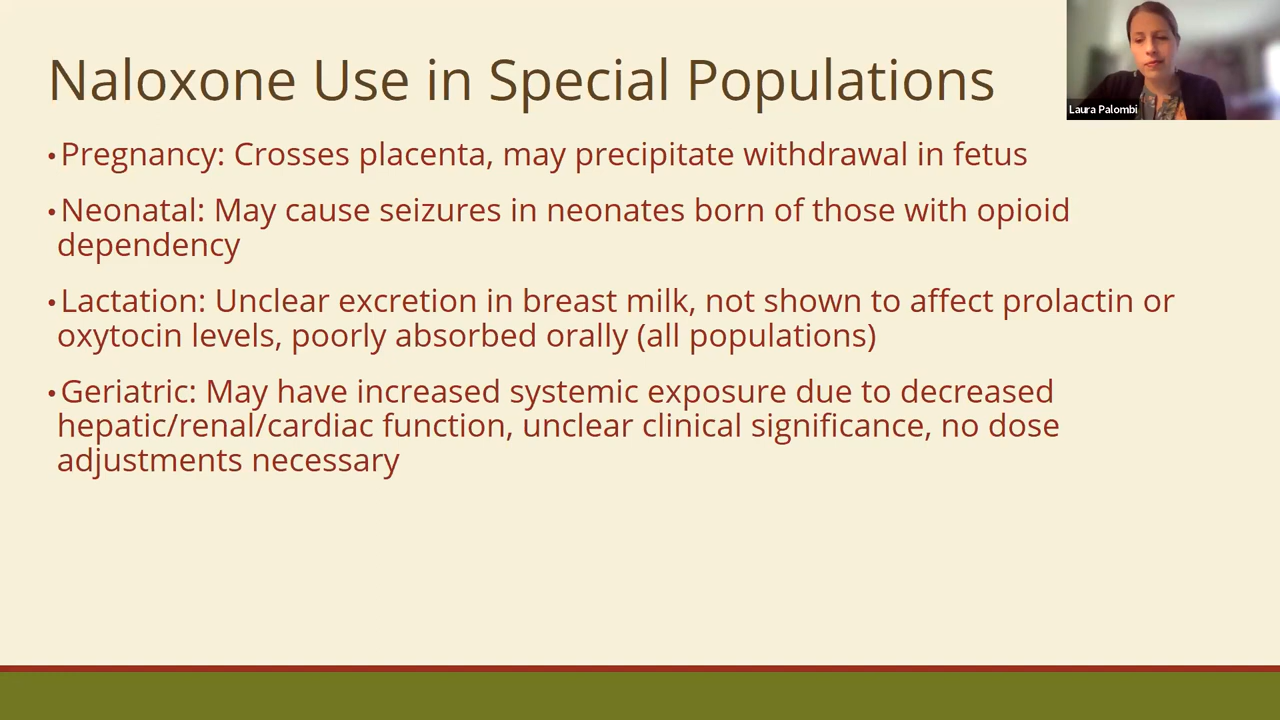 Naloxone Use in Special Populations
Laura Palombi
•Pregnancy: Crosses placenta, may precipitate withdrawal in fetus
•Neonatal: May cause seizures in neonates born of those with opioid
dependency
•Lactation: Unclear excretion in breast milk, not shown to affect prolactin or
oxytocin levels, poorly absorbed orally (all populations)
•Geriatric: May have increased systemic exposure due to decreased
hepatic/renal/cardiac function, unclear clinical significance, no dose
adjustments necessary